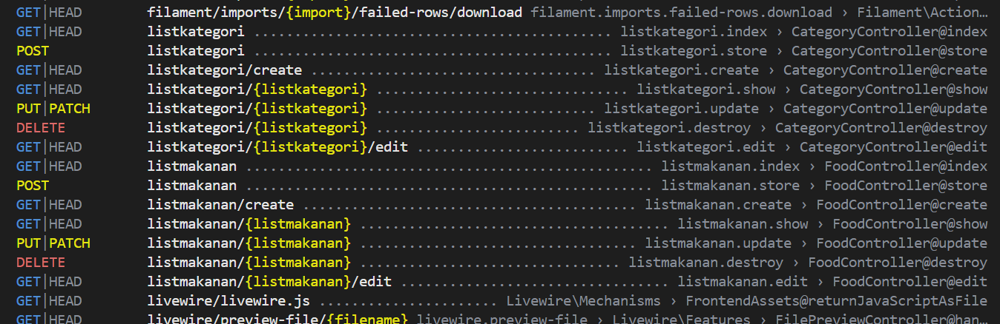 GET|HEAD filament/imports/{import}/failed-rows/download filament.imports.failed-rows.download › Filament\Action…
GET|HEAD listkategori ............................................ listkategori.index › CategoryController@index
POST listkategori ............................................ listkategori.store › CategoryController@store
GET|HEAD listkategori/create ................................... listkategori.create › CategoryController@create
GET|HEAD listkategori/{listkategori} ............................... listkategori.show › CategoryController@show
PUT|PATCH listkategori/{listkategori} ........................... listkategori.update › CategoryController@update
DELETE listkategori/{listkategori} ......................... listkategori.destroy › CategoryController@destroy
GET|HEAD listkategori/{listkategori}/edit .......................... listkategori.edit › CategoryController@edit
GET|HEAD listmakanan .................................................. listmakanan.index › FoodController@index
POST listmakanan .................................................. listmakanan.store › FoodController@store
GET|HEAD listmakanan/create ......................................... listmakanan.create › FoodController@create
GET|HEAD listmakanan/{listmakanan} ...................................... listmakanan.show › FoodController@show
PUT|PATCH listmakanan/{listmakanan} .................................. listmakanan.update › FoodController@update
DELETE listmakanan/{listmakanan} ................................ listmakanan.destroy › FoodController@destroy
GET|HEAD listmakanan/{listmakanan}/edit ................................. listmakanan.edit › FoodController@edit
GET|HEAD livewire/livewire.js ...................... Livewire\Mechanisms › FrontendAssets@returnJavaScriptAsFile
GET|HEAD livewire/preview-file/{filename} livewire.preview-file › Livewire\Features › FilePreviewController@han…